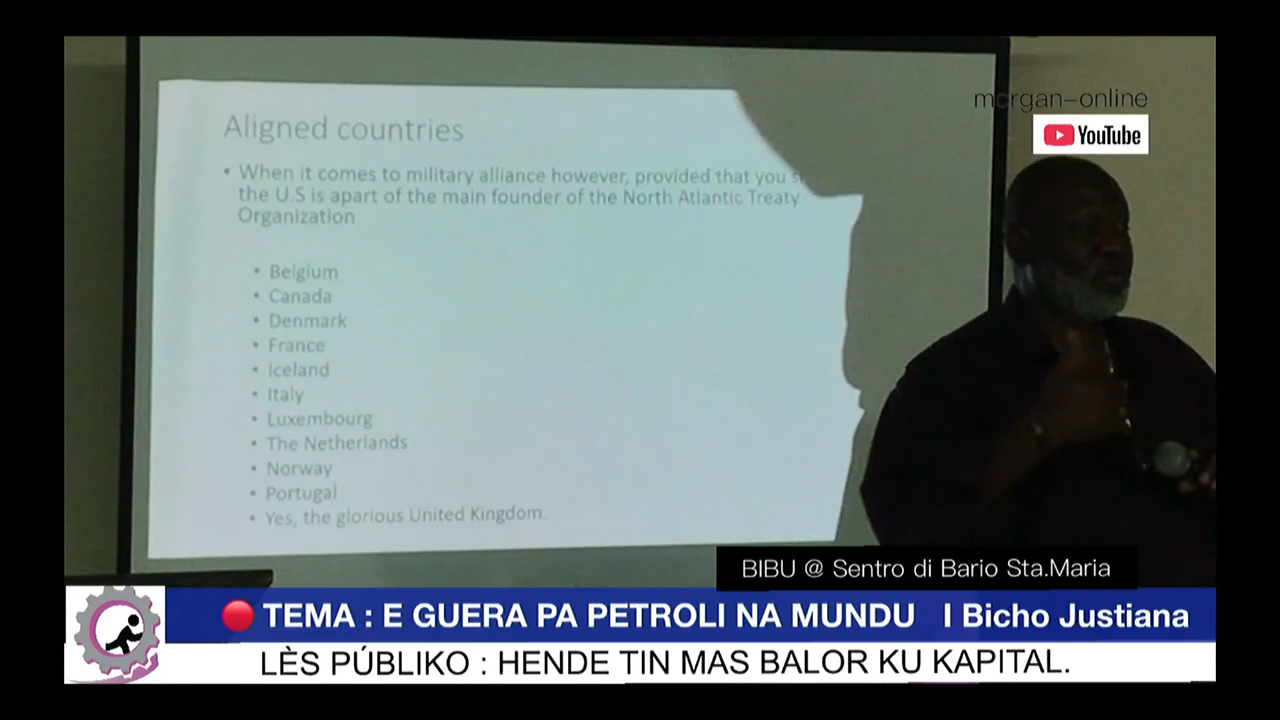 morgan-online
YouTube
Aligned countries
• When it comes to military alliance however, provided that you
the U.S is apart of the main founder of the North Atlantic Treaty
Organization
• Belgium
• Canada
• Denmark
• France
• Iceland
• Italy
• Luxembourg
• The Netherlands
• Norway
• Portugal
• Yes, the glorious United Kingdom.
BIBU @ Sentro di Bario Sta.Maria
TEMA : E GUERA PA PETROLI NA MUNDU I Bicho Justiana
LÈS PÚBLIKO : HENDE TIN MAS BALOR KU KAPITAL.